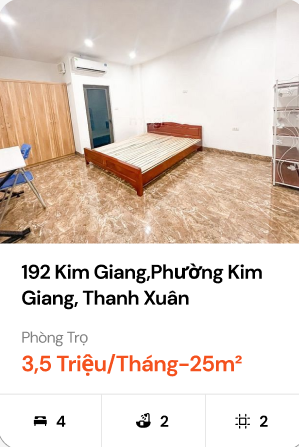 192 Kim Giang,Phường Kim
Giang, Thanh Xuân
Phòng Trọ
3,5 Triệu/Tháng-25m²
4 2 2